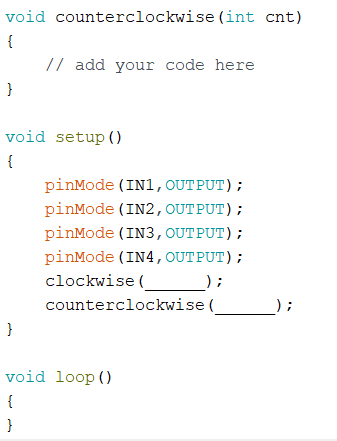 void counterclockwise(int cnt)
{
    // add your code here
}
void setup()
{
    pinMode(IN1,OUTPUT);
    pinMode(IN2,OUTPUT);
    pinMode(IN3,OUTPUT);
    pinMode(IN4,OUTPUT);
    clockwise(______);
    counterclockwise(______);
}
void loop()
{
}